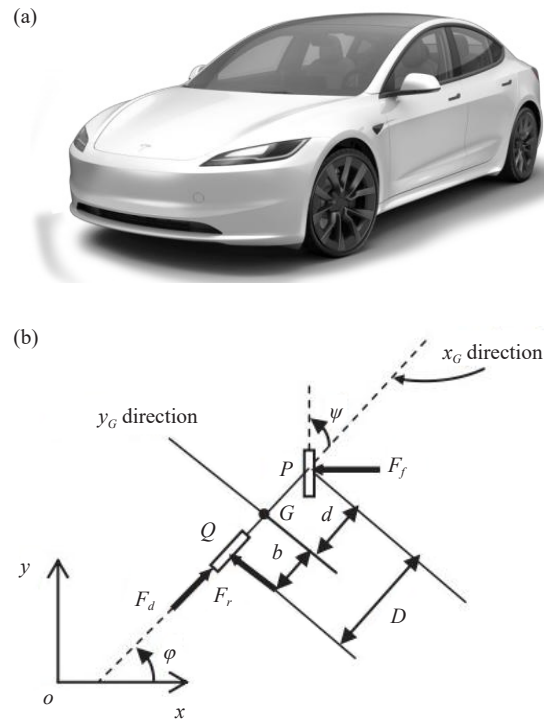 (a)
(b)
x_G direction
y_G direction
ψ
P
F_f
G
d
Q
b
y
F_d
F_r
D
φ
o
x